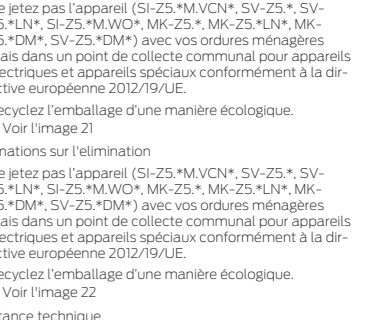 e jetez pas l'appareil (SI-Z5.*M.VCN*, SV-Z5.*, SV-
5.*LN*, SI-Z5.*M.WO*, MK-Z5.*, MK-Z5.*LN*, MK-
5.*DM*, SV-Z5.*DM*) avec vos ordures ménagères
ais dans un point de collecte communal pour appareils
ectriques et appareils spéciaux conformément à la dir-
ctive européenne 2012/19/UE.
ecyclez l'emballage d'une manière écologique.
Voir l'image 21
mations sur l'elimination
e jetez pas l'appareil (SI-Z5.*M.VCN*, SV-Z5.*, SV-
5.*LN*, SI-Z5.*M.WO*, MK-Z5.*, MK-Z5.*LN*, MK-
5.*DM*, SV-Z5.*DM*) avec vos ordures ménagères
ais dans un point de collecte communal pour appareils
ectriques et appareils spéciaux conformément à la dir-
ctive européenne 2012/19/UE.
ecyclez l'emballage d'une manière écologique.
Voir l'image 22
tance technique